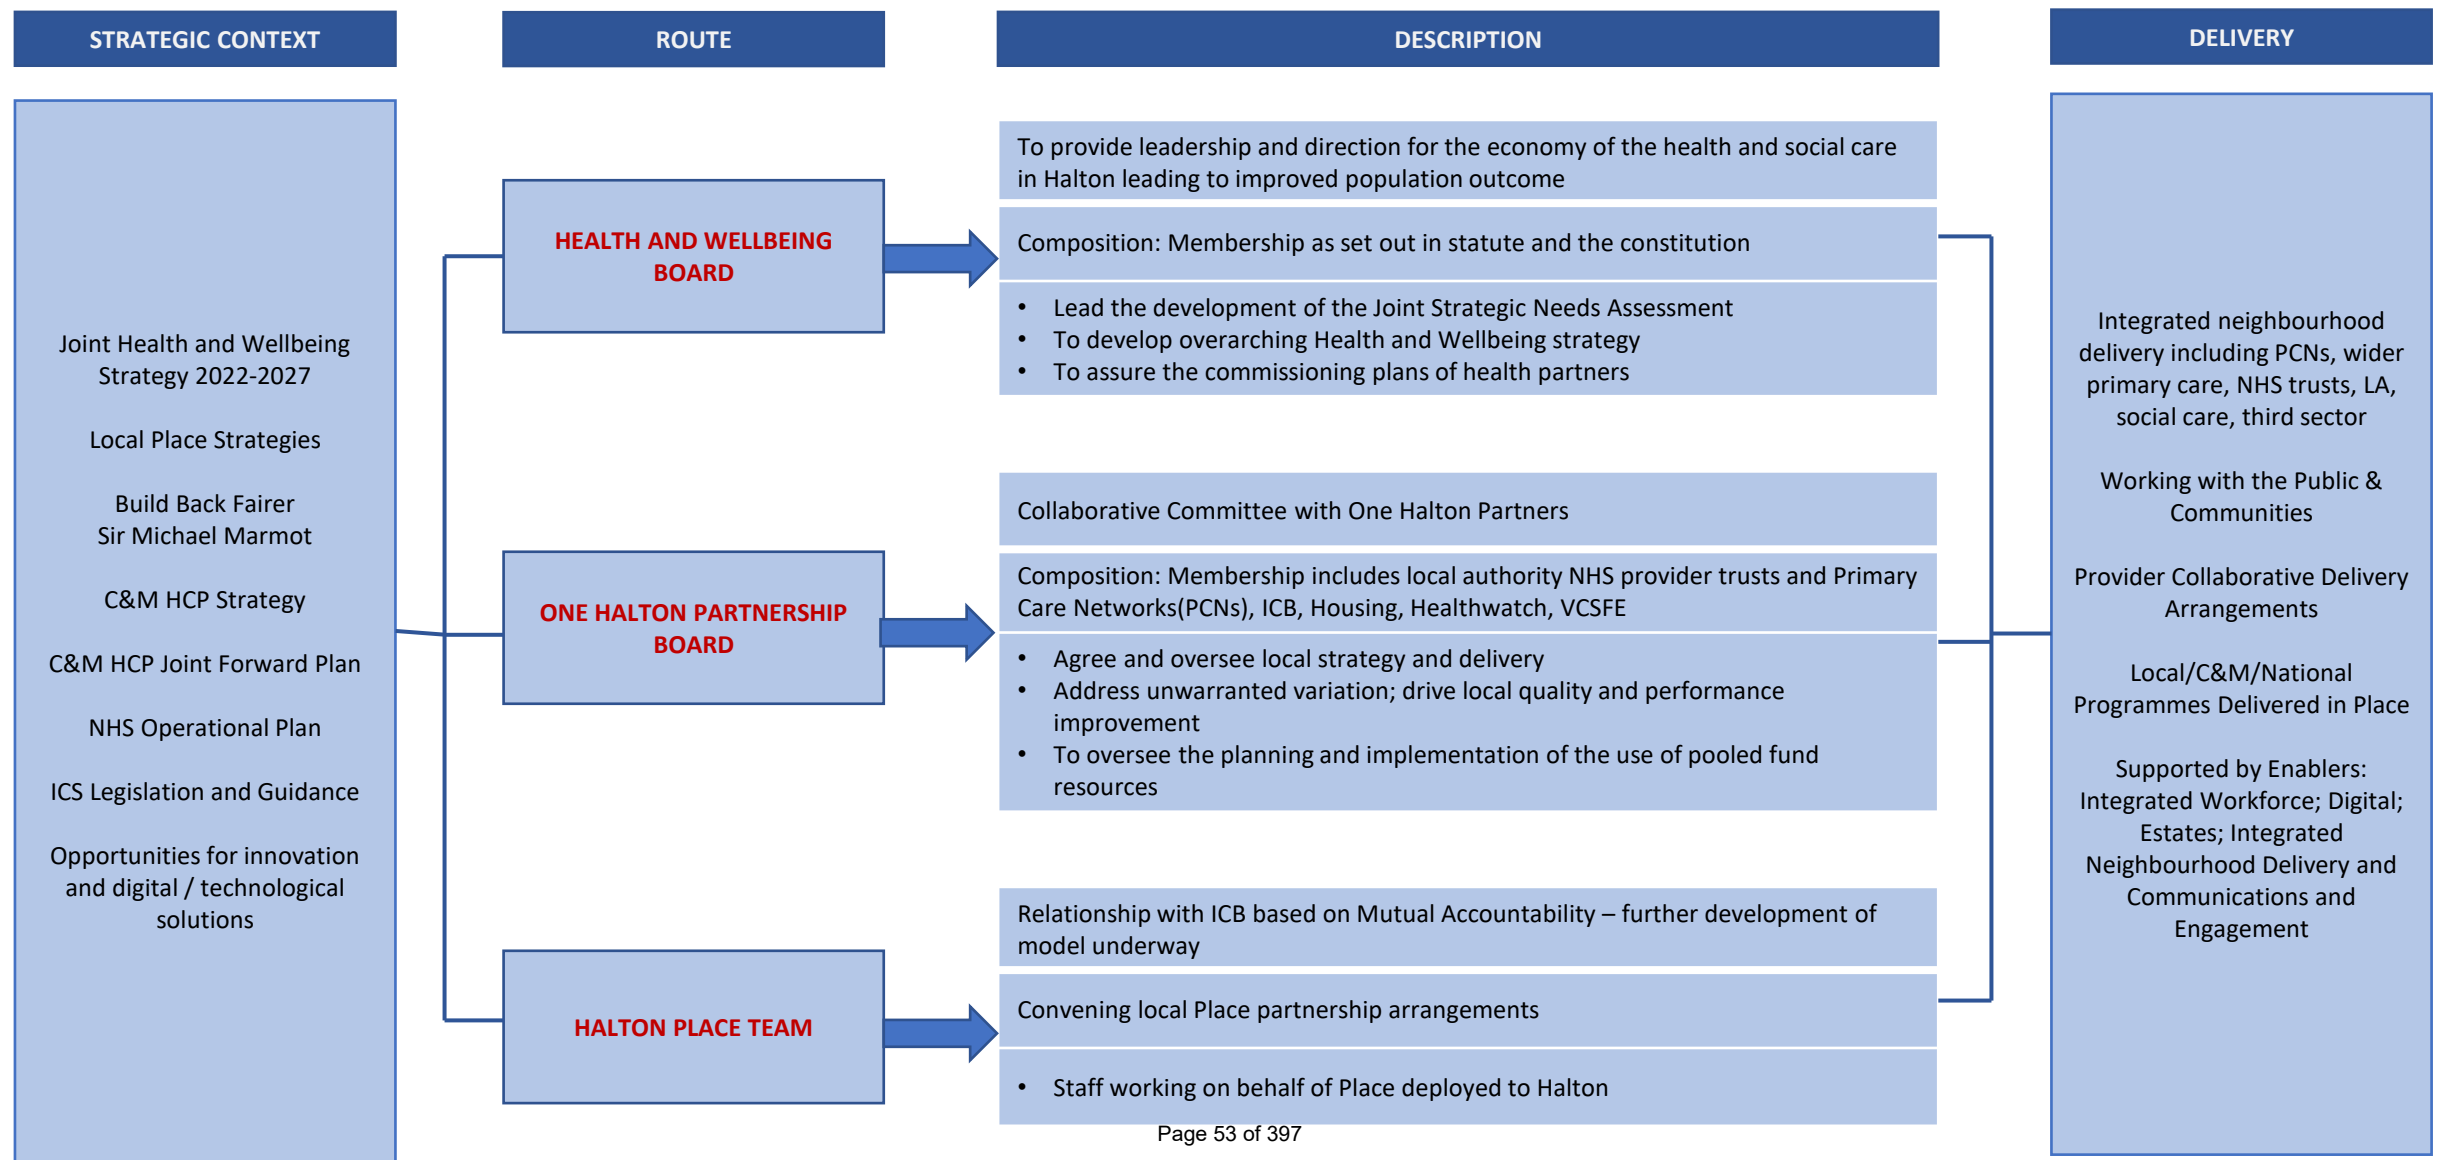 STRATEGIC CONTEXT
ROUTE
DESCRIPTION
DELIVERY
Joint Health and Wellbeing
Strategy 2022-2027
Local Place Strategies
Build Back Fairer
Sir Michael Marmot
C&M HCP Strategy
C&M HCP Joint Forward Plan
NHS Operational Plan
ICS Legislation and Guidance
Opportunities for innovation
and digital / technological
solutions
HEALTH AND WELLBEING
BOARD
To provide leadership and direction for the economy of the health and social care
in Halton leading to improved population outcome
Composition: Membership as set out in statute and the constitution
• Lead the development of the Joint Strategic Needs Assessment
• To develop overarching Health and Wellbeing strategy
• To assure the commissioning plans of health partners
ONE HALTON PARTNERSHIP
BOARD
Collaborative Committee with One Halton Partners
Composition: Membership includes local authority NHS provider trusts and Primary
Care Networks(PCNs), ICB, Housing, Healthwatch, VCSFE
• Agree and oversee local strategy and delivery
• Address unwarranted variation; drive local quality and performance
improvement
• To oversee the planning and implementation of the use of pooled fund
resources
HALTON PLACE TEAM
Relationship with ICB based on Mutual Accountability – further development of
model underway
Convening local Place partnership arrangements
• Staff working on behalf of Place deployed to Halton
Integrated neighbourhood
delivery including PCNs, wider
primary care, NHS trusts, LA,
social care, third sector
Working with the Public &
Communities
Provider Collaborative Delivery
Arrangements
Local/C&M/National
Programmes Delivered in Place
Supported by Enablers:
Integrated Workforce; Digital;
Estates; Integrated
Neighbourhood Delivery and
Communications and
Engagement
Page 53 of 397